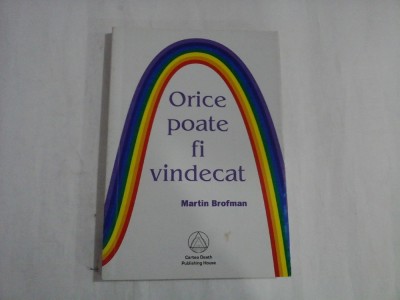 Orice
poate
fi
vindecat
Martin Brofman
Cartea Daath
Publishing House